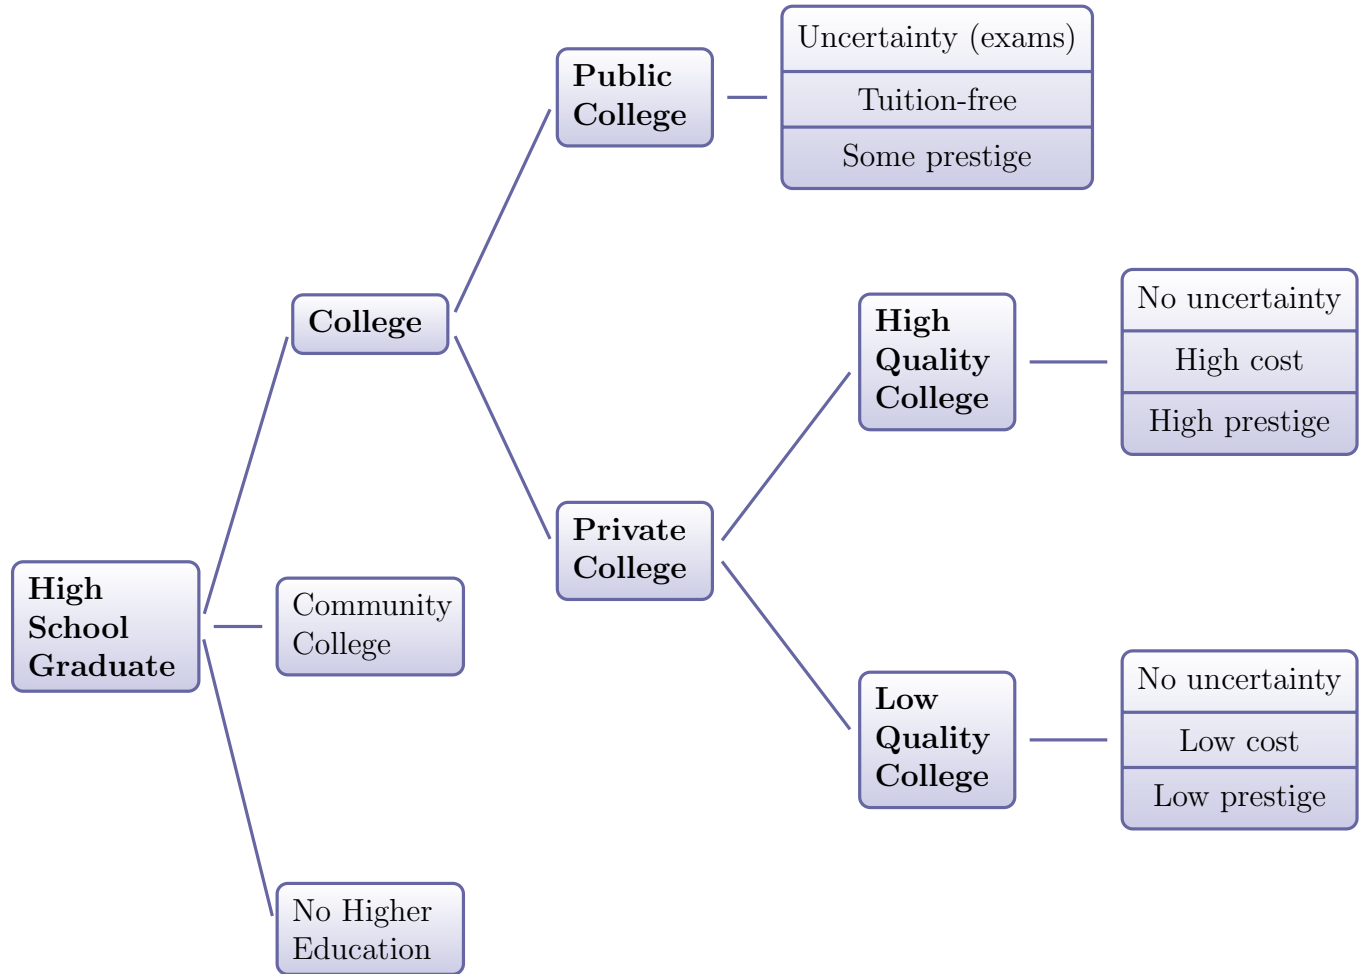 Uncertainty (exams)
Public
College
Tuition-free
Some prestige
College
High
Quality
College
No uncertainty
High cost
High prestige
Private
College
High
School
Graduate
Community
College
Low
Quality
College
No uncertainty
Low cost
Low prestige
No Higher
Education